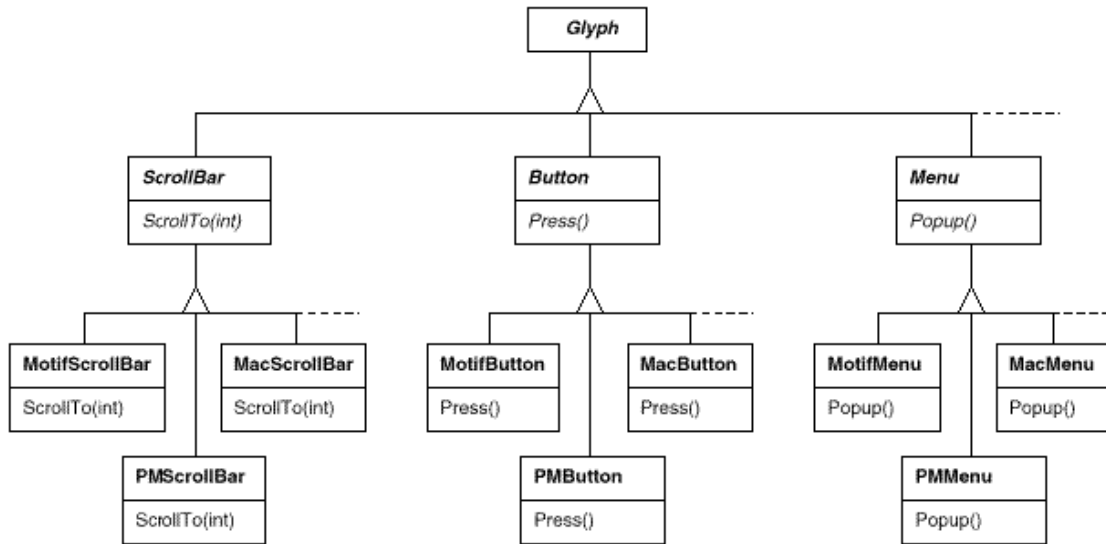 Glyph
ScrollBar
ScrollTo(int)
Button
Press()
Menu
Popup()
MotifScrollBar
ScrollTo(int)
MacScrollBar
ScrollTo(int)
PMScrollBar
ScrollTo(int)
MotifButton
Press()
MacButton
Press()
PMButton
Press()
MotifMenu
Popup()
MacMenu
Popup()
PMMenu
Popup()